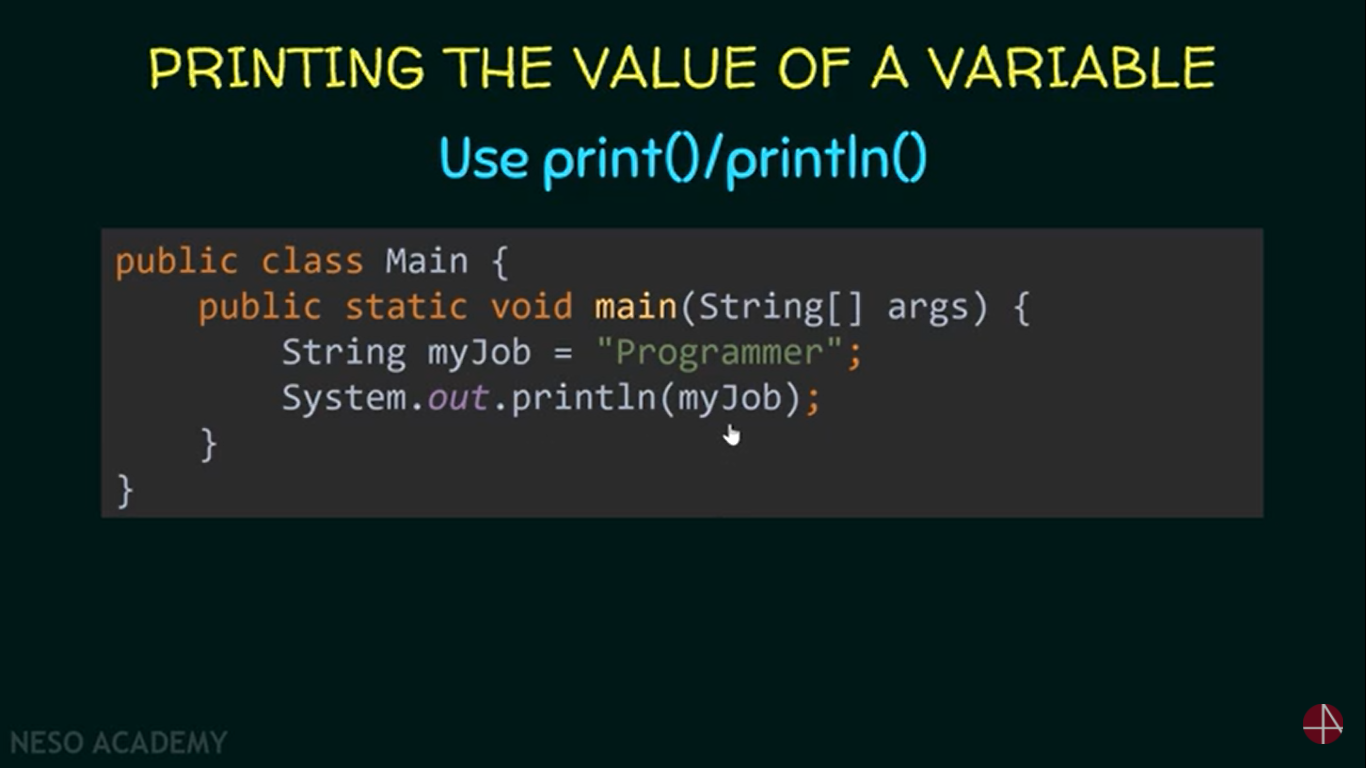 PRINTING THE VALUE OF A VARIABLE
Use print()/println()
public class Main {
    public static void main(String[] args) {
        String myJob = "Programmer";
        System.out.println(myJob);
    }
}
NESO ACADEMY